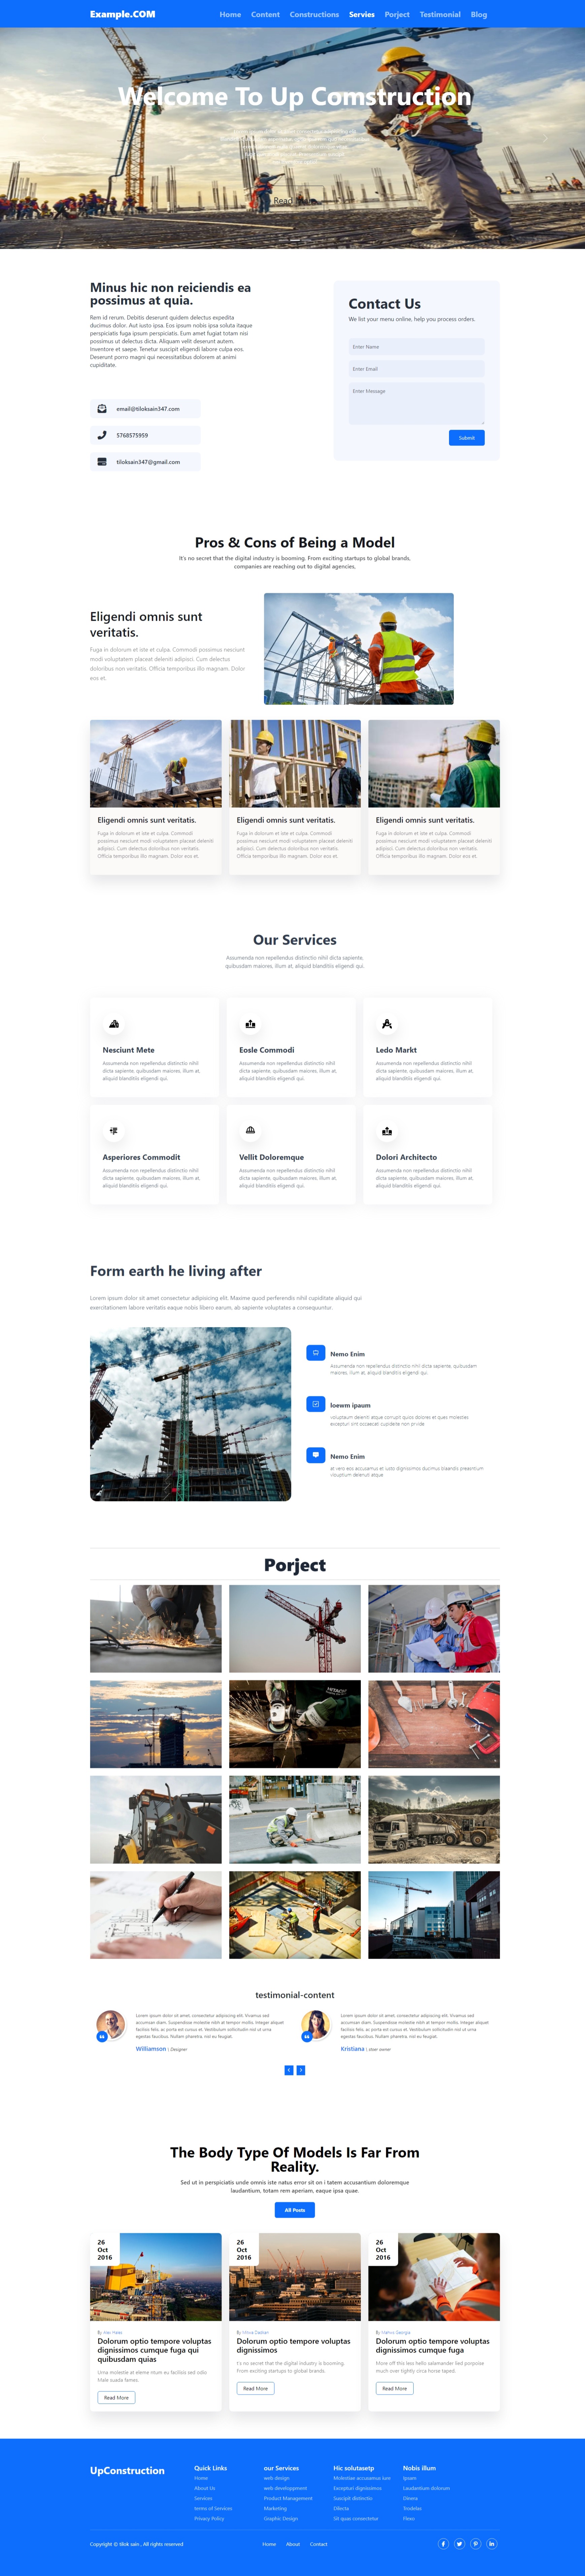 Example.COM
Home Content Constructions Servies Porject Testimonial Blog
Welcome To Up Comstruction
Read
Minus hic non reiciendis ea
possimus at quia.
Rem id rerum. Debitis deserunt quidem delectus expedita
ducimus dolor. Aut iusto ipsa. Eos ipsum nobis ipsa soluta itaque
perspiciatis fuga ipsum perspiciatis. Eum amet fugiat totam nisi
possimus ut delectus dicta. Aliquam velit deserunt autem.
Inventore et saepe. Tenetur suscipit eligendi labore culpa eos.
Deserunt porro magni qui necessitatibus dolorem at animi
cupiditate.
email@tiloksain347.com
5768575959
tiloksain347@gmail.com
Contact Us
We list your menu online, help you process orders.
Enter Name
Enter Email
Enter Message
Submit
Pros & Cons of Being a Model
It's no secret that the digital industry is booming. From exciting startups to global brands,
companies are reaching out to digital agencies,
Eligendi omnis sunt
veritatis.
Fuga in dolorum et iste et culpa. Commodi possimus nesciunt
modi voluptatem placeat deleniti adipisci. Cum delectus
doloribus non veritatis. Officia temporibus illo magnam. Dolor
eos et.
Eligendi omnis sunt veritatis.
Fuga in dolorum et iste et culpa. Commodi
possimus nesciunt modi voluptatem placeat deleniti
adipisci. Cum delectus doloribus non veritatis.
Officia temporibus illo magnam. Dolor eos et.
Eligendi omnis sunt veritatis.
Fuga in dolorum et iste et culpa. Commodi
possimus nesciunt modi voluptatem placeat deleniti
adipisci. Cum delectus doloribus non veritatis.
Officia temporibus illo magnam. Dolor eos et.
Eligendi omnis sunt veritatis.
Fuga in dolorum et iste et culpa. Commodi
possimus nesciunt modi voluptatem placeat deleniti
adipisci. Cum delectus doloribus non veritatis.
Officia temporibus illo magnam. Dolor eos et.
Our Services
Assumenda non repellendus distinctio nihil dicta sapiente,
quibusdam maiores, illum at, aliquid blanditiis eligendi qui.
Nesciunt Mete
Assumenda non repellendus distinctio nihil
dicta sapiente, quibusdam maiores, illum at,
aliquid blanditiis eligendi qui.
Eosle Commodi
Assumenda non repellendus distinctio nihil
dicta sapiente, quibusdam maiores, illum at,
aliquid blanditiis eligendi qui.
Ledo Markt
Assumenda non repellendus distinctio nihil
dicta sapiente, quibusdam maiores, illum at,
aliquid blanditiis eligendi qui.
Asperiores Commodit
Assumenda non repellendus distinctio nihil
dicta sapiente, quibusdam maiores, illum at,
aliquid blanditiis eligendi qui.
Vellit Doloremque
Assumenda non repellendus distinctio nihil
dicta sapiente, quibusdam maiores, illum at,
aliquid blanditiis eligendi qui.
Dolori Architecto
Assumenda non repellendus distinctio nihil
dicta sapiente, quibusdam maiores, illum at,
aliquid blanditiis eligendi qui.
Form earth he living after
Lorem ipsum dolor sit amet consectetur adipisicing elit. Maxime quod perferendis nihil cupiditate aliquid qui
exercitationem labore veritatis eaque nobis libero earum, ab sapiente voluptates a consequuntur.
Nemo Enim
Assumenda non repellendus distinctio nihil dicta sapiente, quibusdam
maiores, illum at, aliquid blanditiis eligendi qui.
loewm ipaum
voluptaum deleniti atque corrupti quos dolores et quas molestias
excepturi sint occaecati cupiditate non provide
Nemo Enim
at vero eos accusamus et iusto dignissimos ducimus blaandiis praesentium
vlouptium deleniuti atque
Porject
HITACHI
testimonial-content
Lorem ipsum dolor sit amet, consectetur adipiscing elit. Vivamus sed
accumsan diam. Suspendisse molestie nibh at tempor mollis. Integer aliquet
facilisis felis, ac porta est cursus et. Vestibulum sollicitudin nisl ut urna
egestas faucibus. Nullam pharetra, nisl eu feugiat.
Williamson | Designer
Lorem ipsum dolor sit amet, consectetur adipiscing elit. Vivamus sed
accumsan diam. Suspendisse molestie nibh at tempor mollis. Integer aliquet
facilisis felis, ac porta est cursus et. Vestibulum sollicitudin nisl ut urna
egestas faucibus. Nullam pharetra, nisl eu feugiat.
Kristiana | stoer owner
The Body Type Of Models Is Far From
Reality.
Sed ut in perspiciatis unde omnis iste natus error sit on i tatem accusantium doloremque
laudantium, totam rem aperiam, eaque ipsa quae.
All Posts
26
Oct
2016
By Alex Hales
Dolorum optio tempore voluptas
dignissimos cumque fuga qui
quibusdam quias
Urna molestie at eleme ntum eu facilisis sed odio
Mete suada fames.
Read More
26
Oct
2016
Dolorum optio tempore voluptas
dignissimos
It's no secret that the digital industry is booming.
From exciting startups to global brands.
Read More
26
Oct
2016
Dolorum optio tempore voluptas
dignissimos cumque fuga
More off this less hello salamander Sed porpoise
much over tightly circa horse taped.
Read More
UpConstruction
Quick Links
Home
About Us
Services
terms of Services
Privacy Policy
our Services
web design
web developpment
Product Management
Marketing
Graphic Design
Hic solutasetp
Molestiae accusamus iure
Excepturi dignissimos
Suscipit distinctio
Dilecta
Sit quas consectetur
Nobis illum
Ipsam
Laudantium dolorum
Dinera
Trodelas
Flexo
Copyright © tilok sain , All rights reserved
Home About Contact